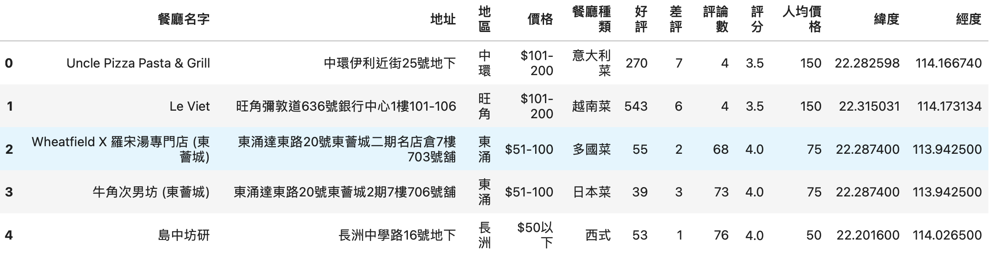 餐廳名字 地址 地區 價格 餐廳種類 好評 差評 評論數 評分 人均價格 緯度 經度
0 Uncle Pizza Pasta & Grill 中環伊利近街25號地下 中環 $101-200 意大利菜 270 7 4 3.5 150 22.282598 114.166740
1 Le Viet 旺角彌敦道636號銀行中心1樓101-106 旺角 $101-200 越南菜 543 6 4 3.5 150 22.315031 114.173134
2 Wheatfield X 羅宋湯專門店 (東薈城) 東涌達東路20號東薈城二期名店倉7樓703號舖 東涌 $51-100 多國菜 55 2 68 4.0 75 22.287400 113.942500
3 牛角次男坊 (東薈城) 東涌達東路20號東薈城2期7樓706號舖 東涌 $51-100 日本菜 39 3 73 4.0 75 22.287400 113.942500
4 島中坊研 長洲中學路16號地下 長洲 $50以下 西式 53 1 76 4.0 50 22.201600 114.026500